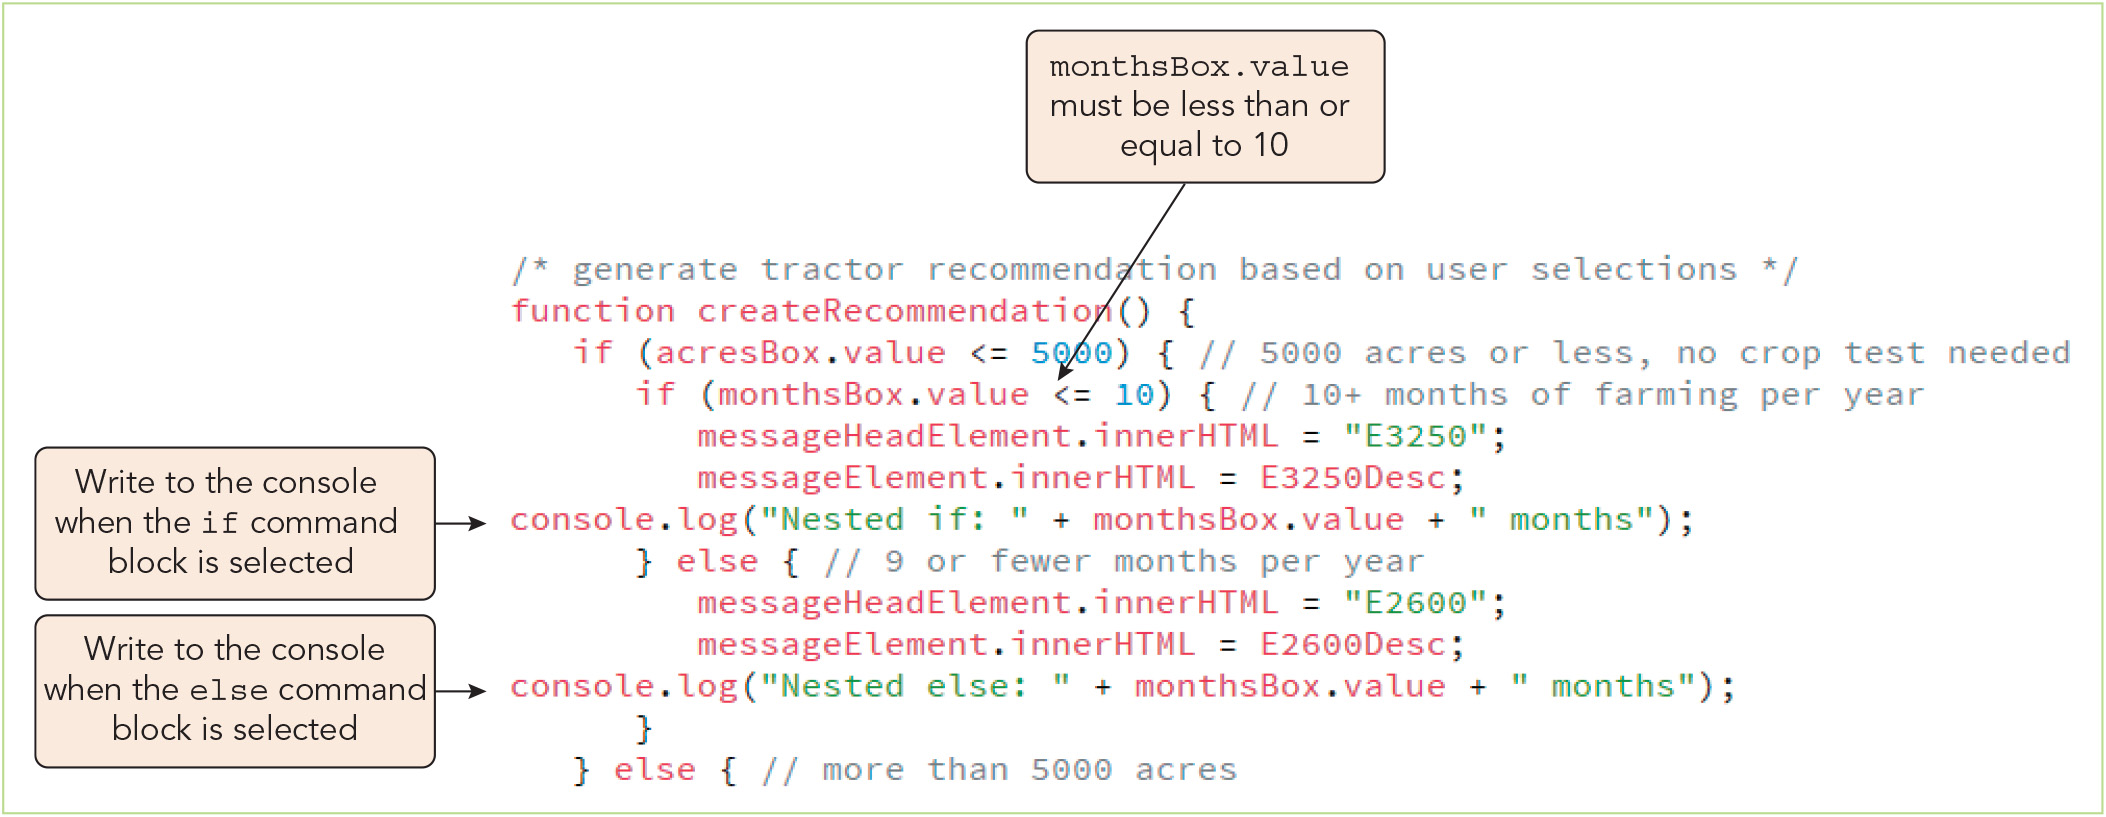 monthsBox.value
must be less than or
equal to 10
/* generate tractor recommendation based on user selections */
function createRecommendation() {
if (acresBox.value <= 5000) { // 5000 acres or less, no crop test needed
if (monthsBox.value <= 10) { // 10+ months of farming per year
messageHeadElement.innerHTML = "E3250";
messageElement.innerHTML = E3250Desc;
Write to the console
when the if command
block is selected
console.log("Nested if: " + monthsBox.value + " months");
} else { // 9 or fewer months per year
messageHeadElement.innerHTML = "E2600";
messageElement.innerHTML = E2600Desc;
Write to the console
when the else command
block is selected
console.log("Nested else: " + monthsBox.value + " months");
}
} else { // more than 5000 acres